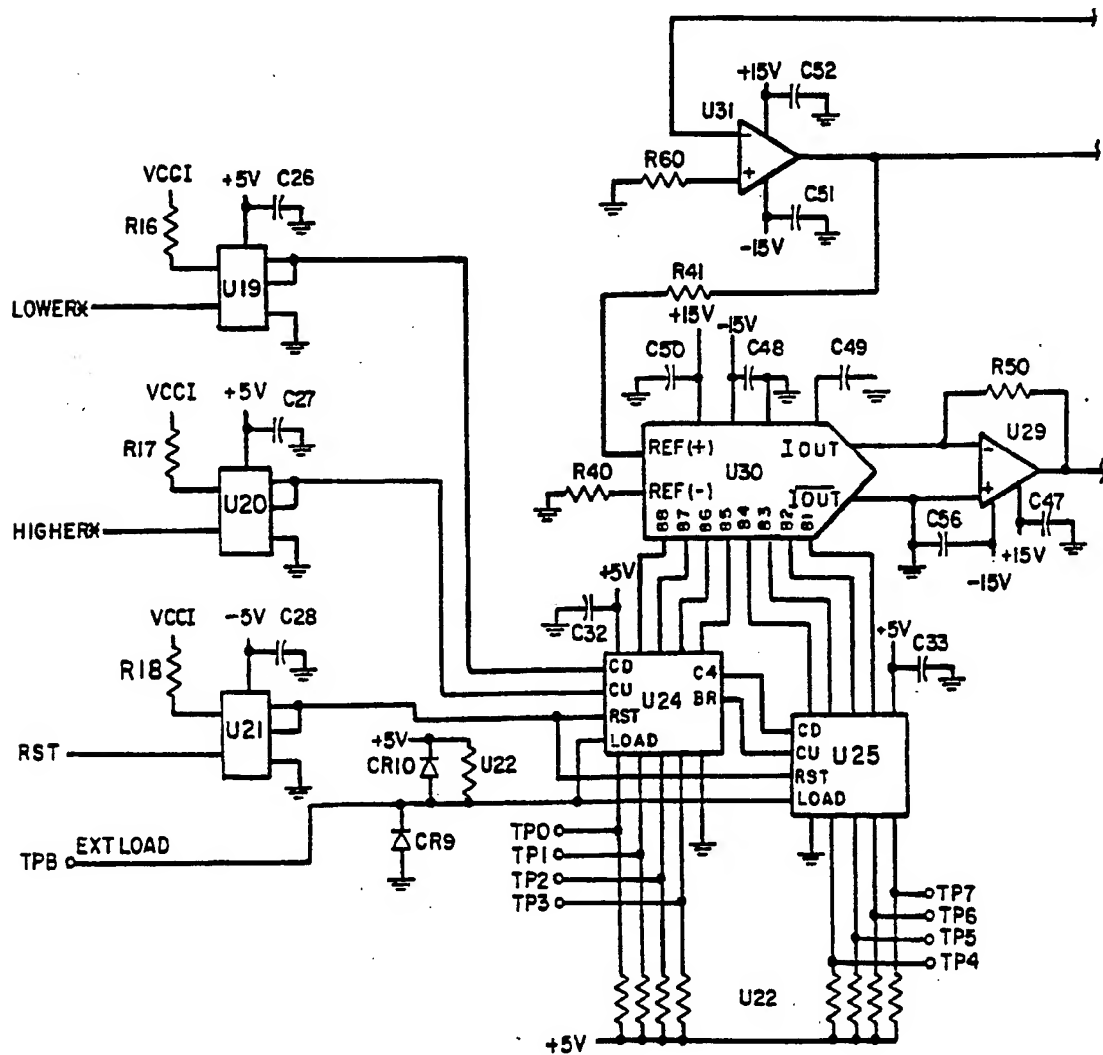 +15V
C52
U31
R60
C51
-15V
VCCI
+5V
C26
R16
U19
LOWER*
R41
+15V
-15V
C50
C48
C49
R50
U29
REF(+)
IOUT
U30
R40
REF(-)
IOUT
B8
B7
B6
B5
B4
B3
B2
B1
C56
C47
+15V
-15V
VCCI
+5V
C27
R17
U20
HIGHER*
+5V
C32
+5V
C33
VCCI
-5V
C28
R18
U21
RST
CD
CU
RST
LOAD
U24
C4
BR
CD
CU
RST
LOAD
U25
+5V
CR10
U22
CR9
EXT LOAD
TPB
TP0
TP1
TP2
TP3
TP7
TP6
TP5
TP4
U22
+5V